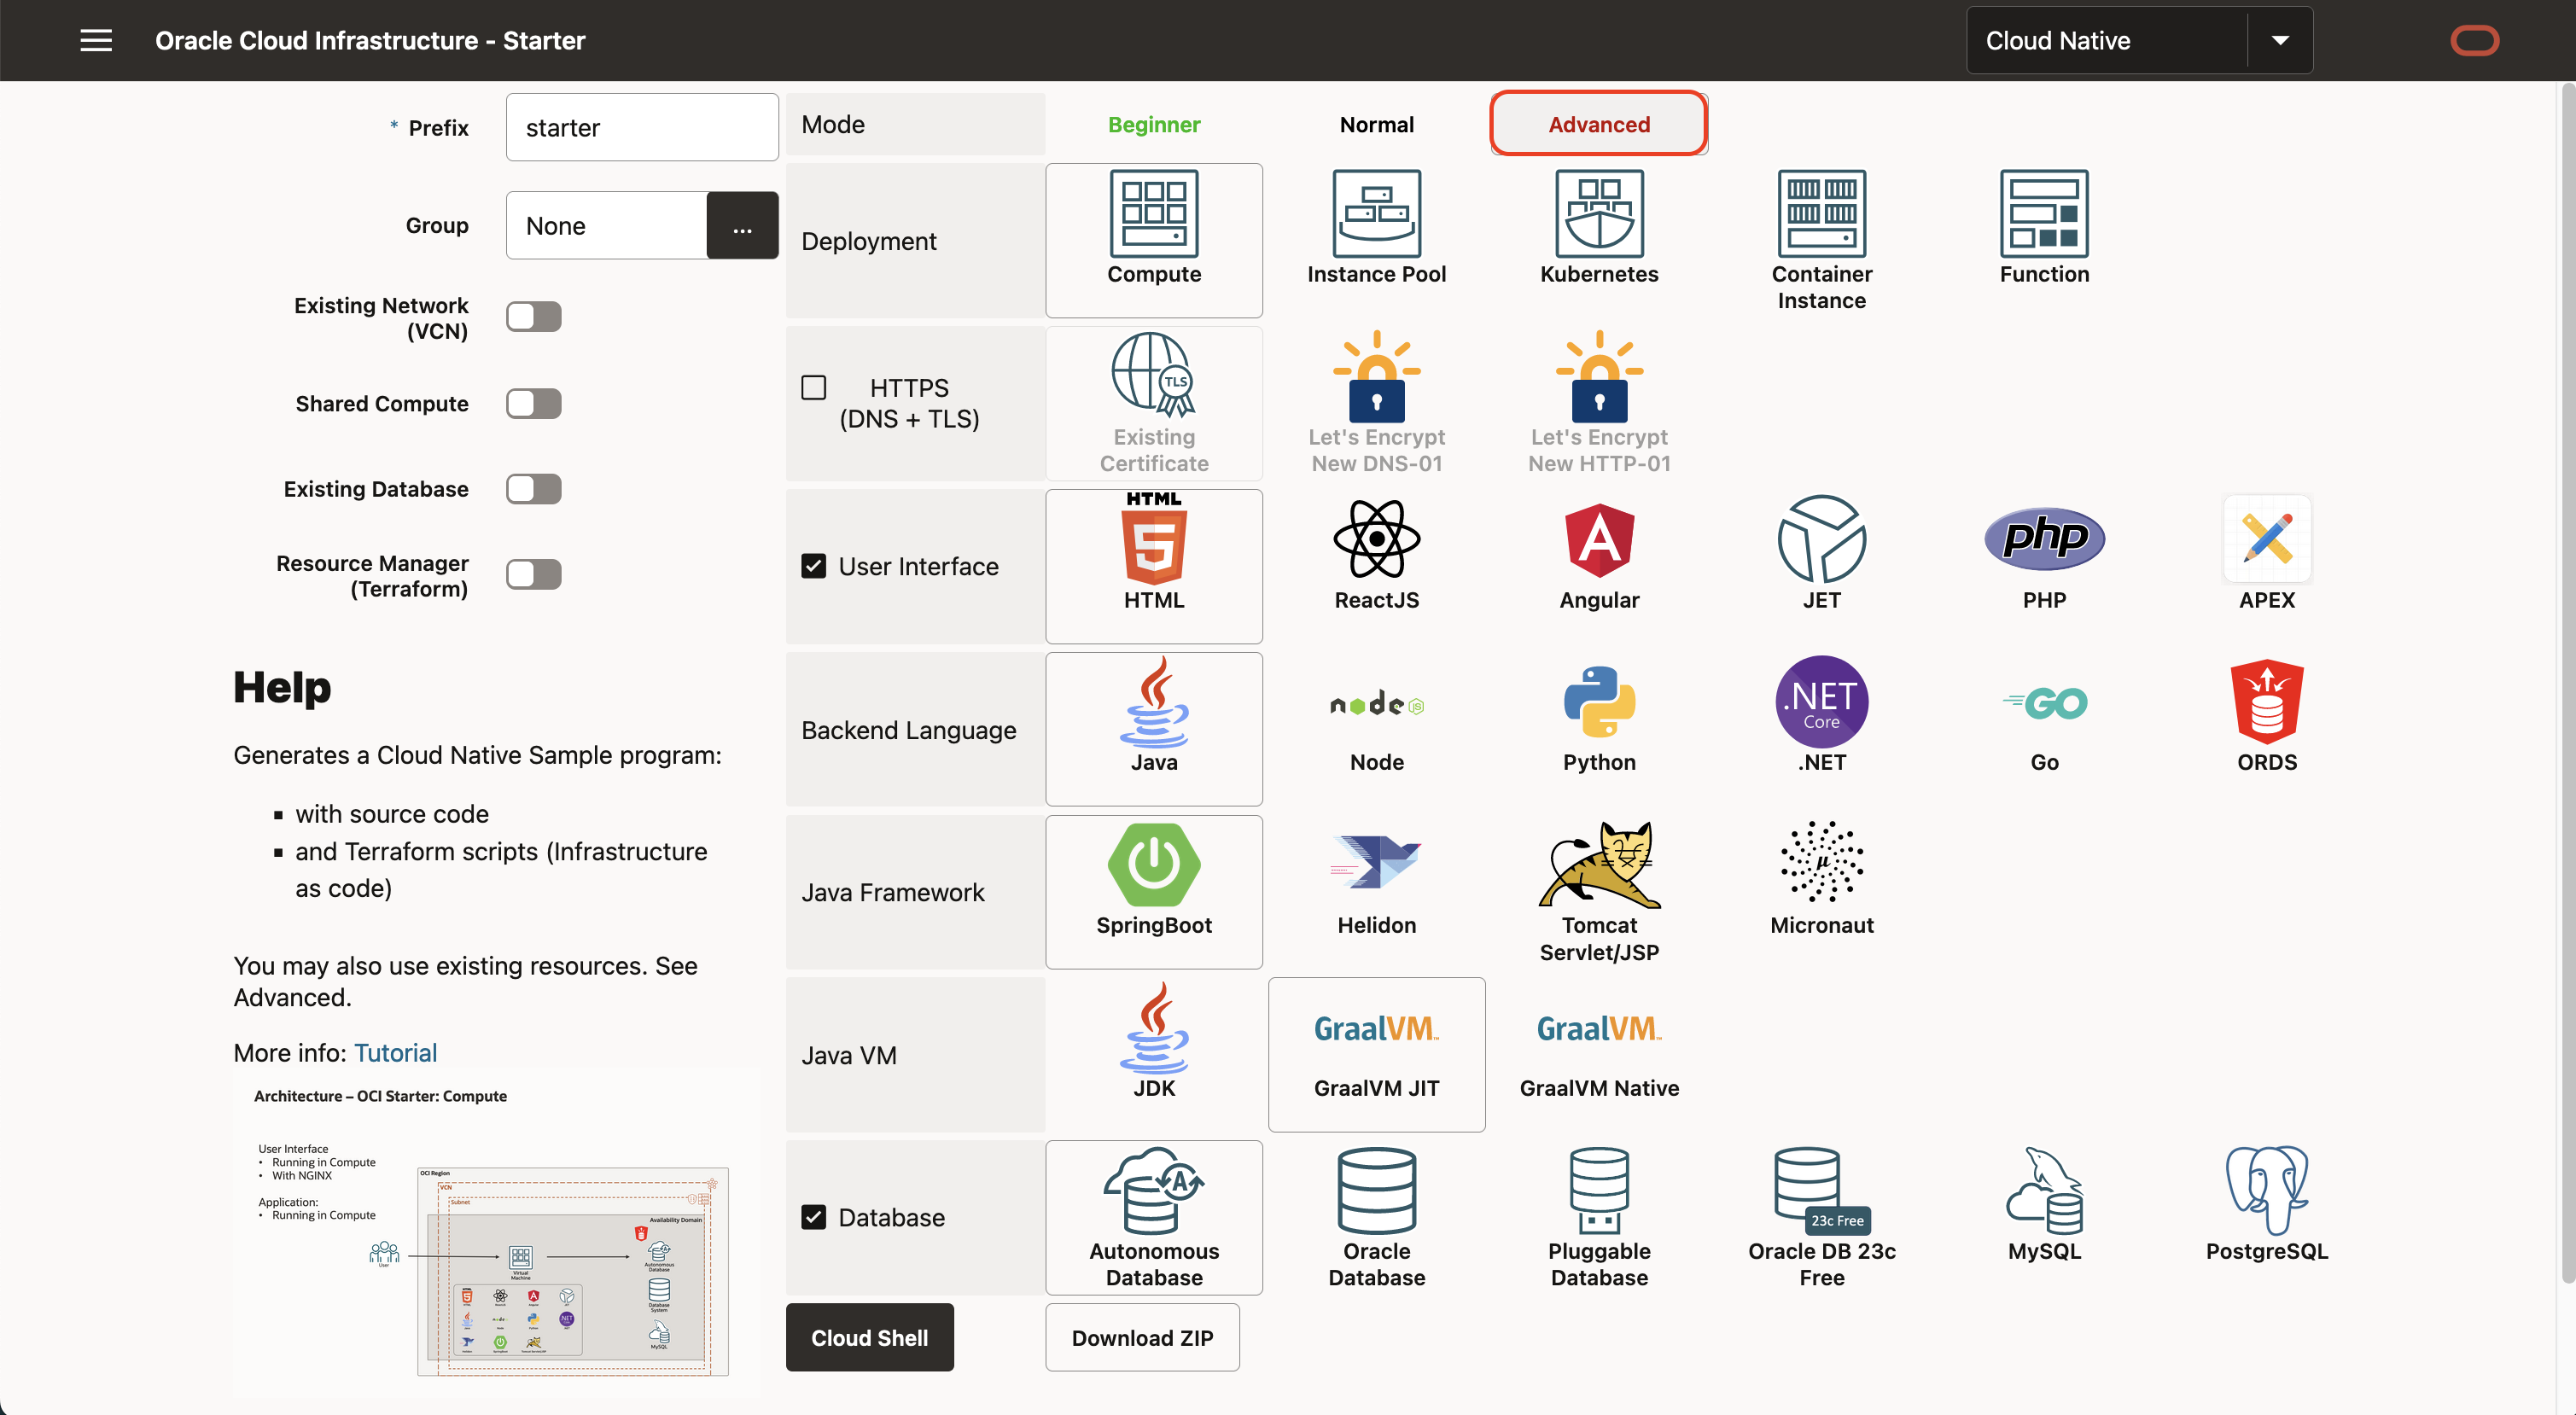 Oracle Cloud Infrastructure - Starter
Cloud Native
* Prefix
starter
Group
None
...
Existing Network
(VCN)
Shared Compute
Existing Database
Resource Manager
(Terraform)
Help
Generates a Cloud Native Sample program:
▪ with source code
▪ and Terraform scripts (Infrastructure
as code)
You may also use existing resources. See
Advanced.
More info: Tutorial
Architecture – OCI Starter: Compute
User Interface
• Running in Compute
• With NGINX
Application:
• Running in Compute
User
OCI Region
VCN
Subnet
Availability Domain
Virtual
Machine
Autonomous
Database
Database
System
MySQL
Mode
Beginner
Normal
Advanced
Deployment
Compute
Instance Pool
Kubernetes
Container
Instance
Function
HTTPS
(DNS + TLS)
TLS
Existing
Certificate
Let's Encrypt
New DNS-01
Let's Encrypt
New HTTP-01
User Interface
HTML
5
HTML
ReactJS
A
Angular
JET
php
PHP
APEX
Backend Language
Java
node
JS
Node
Python
.NET
Core
.NET
GO
Go
ORDS
Java Framework
SpringBoot
Helidon
Tomcat
Servlet/JSP
μ
Micronaut
Java VM
JDK
GraalVM™
GraalVM JIT
GraalVM™
GraalVM Native
Database
A
Autonomous
Database
Oracle
Database
Pluggable
Database
23c Free
Oracle DB 23c
Free
MySQL
PostgreSQL
Cloud Shell
Download ZIP